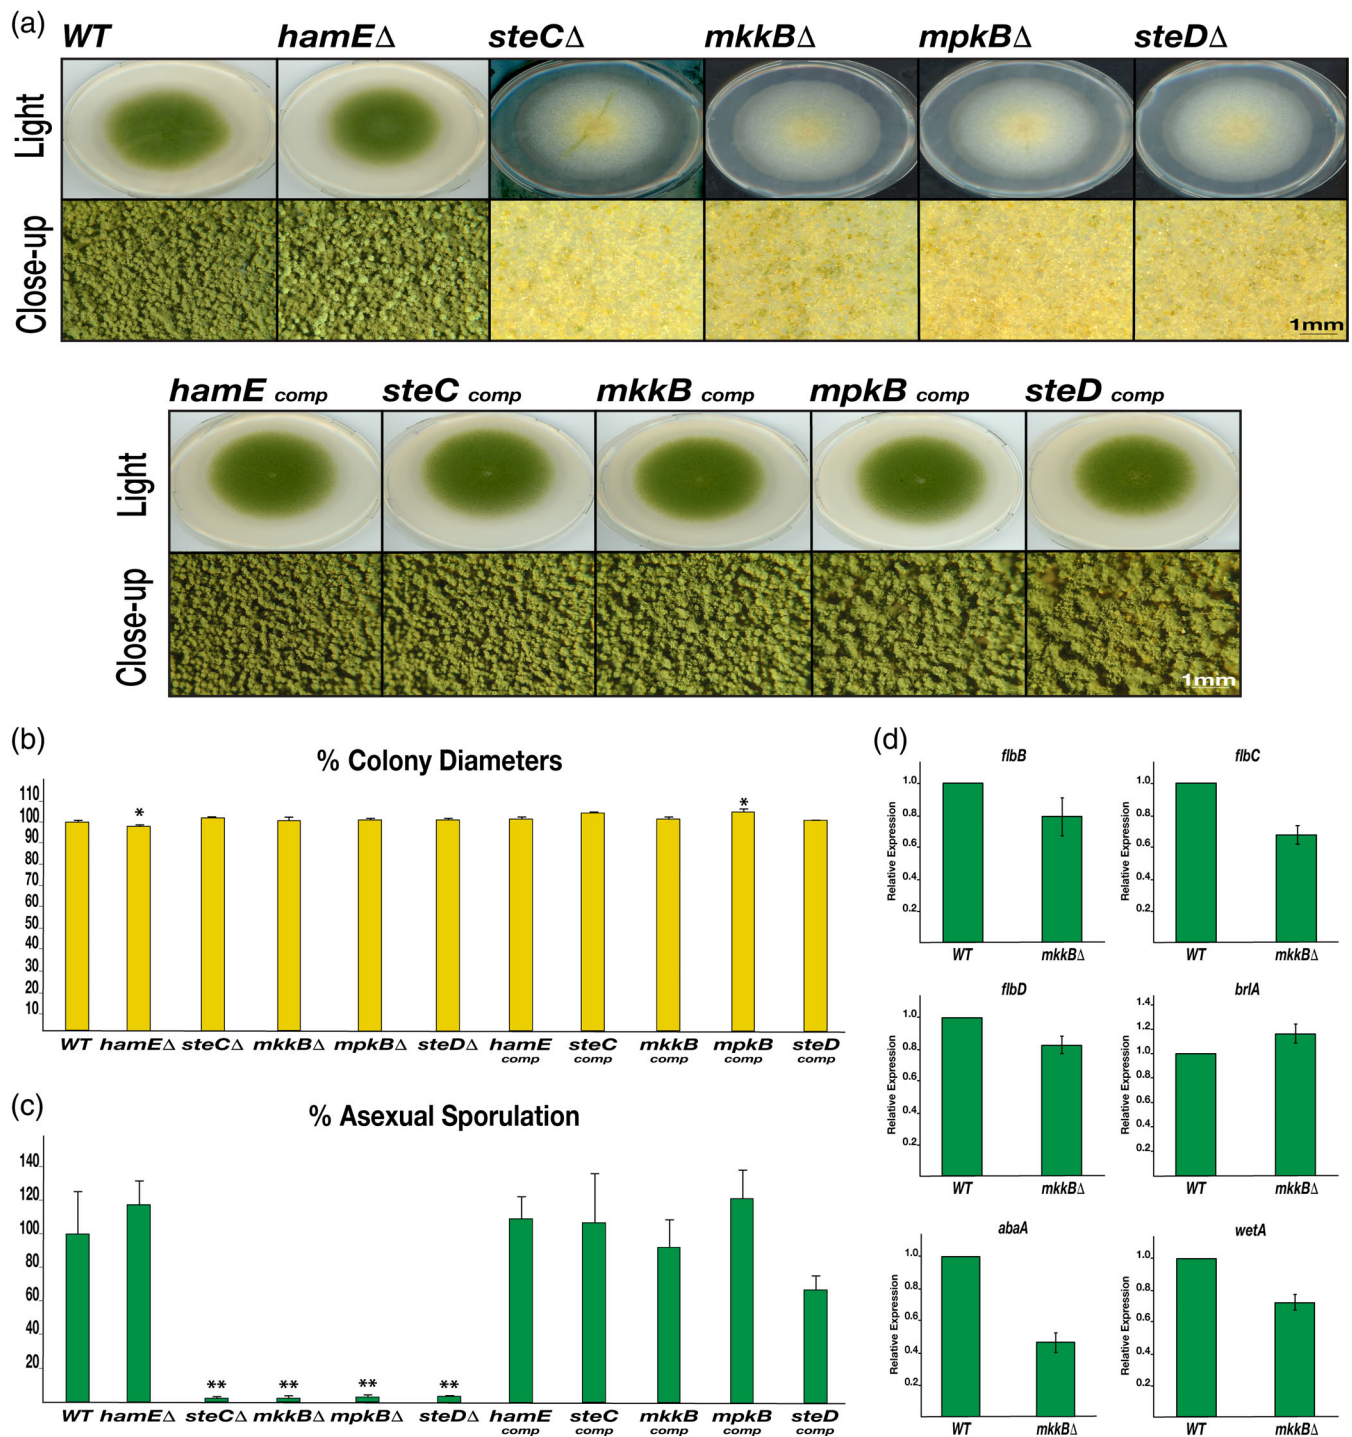 (a)
WT hamEΔ steCΔ mkkBΔ mpkBΔ steDΔ
Light
Close-up
1mm
hamE comp steC comp mkkB comp mpkB comp steD comp
Light
Close-up
1mm
(b)
% Colony Diameters
110
100
90
80
70
60
50
40
30
20
10
* *
WT hamEΔ steCΔ mkkBΔ mpkBΔ steDΔ hamE comp steC comp mkkB comp mpkB comp steD comp
(c)
% Asexual Sporulation
140
120
100
80
60
40
20
** ** ** **
WT hamEΔ steCΔ mkkBΔ mpkBΔ steDΔ hamE comp steC comp mkkB comp mpkB comp steD comp
(d)
flbB
Relative Expression
1.0
0.8
0.6
0.4
0.2
WT mkkBΔ
flbC
Relative Expression
1.0
0.8
0.6
0.4
0.2
WT mkkBΔ
flbD
Relative Expression
1.0
0.8
0.6
0.4
0.2
WT mkkBΔ
brlA
Relative Expression
1.4
1.2
1.0
0.8
0.6
0.4
0.2
WT mkkBΔ
abaA
Relative Expression
1.0
0.8
0.6
0.4
0.2
WT mkkBΔ
wetA
Relative Expression
1.0
0.8
0.6
0.4
0.2
WT mkkBΔ